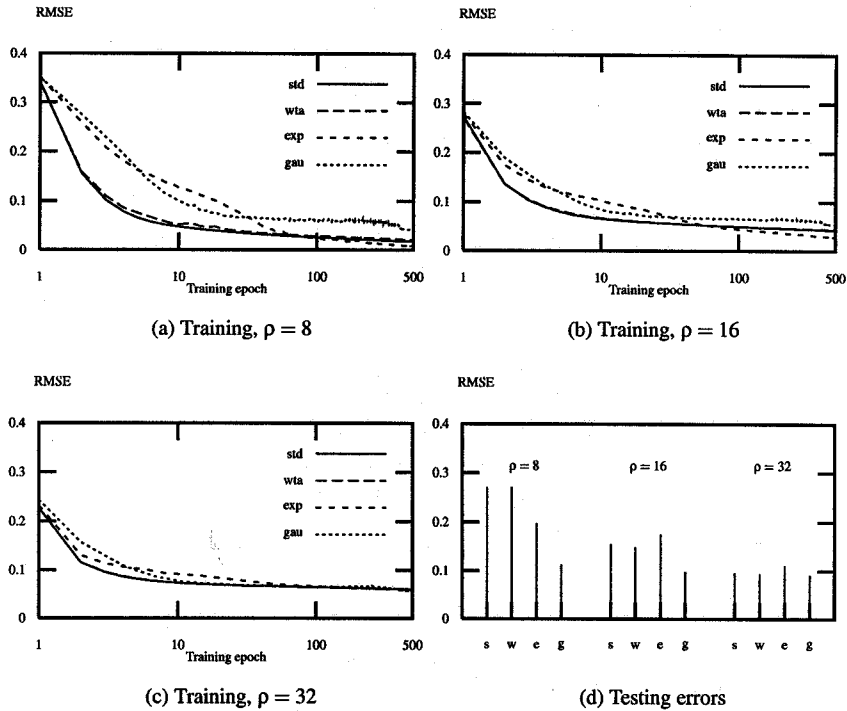 RMSE
0.4
0.3
0.2
0.1
0
std
wta
exp
gau
1
10
100
500
Training epoch
(a) Training, ρ = 8
RMSE
0.4
0.3
0.2
0.1
0
std
wta
exp
gau
1
10
100
500
Training epoch
(b) Training, ρ = 16
RMSE
0.4
0.3
0.2
0.1
0
std
wta
exp
gau
1
10
100
500
Training epoch
(c) Training, ρ = 32
RMSE
0.4
0.3
0.2
0.1
0
ρ = 8
ρ = 16
ρ = 32
s w e g
s w e g
s w e g
(d) Testing errors